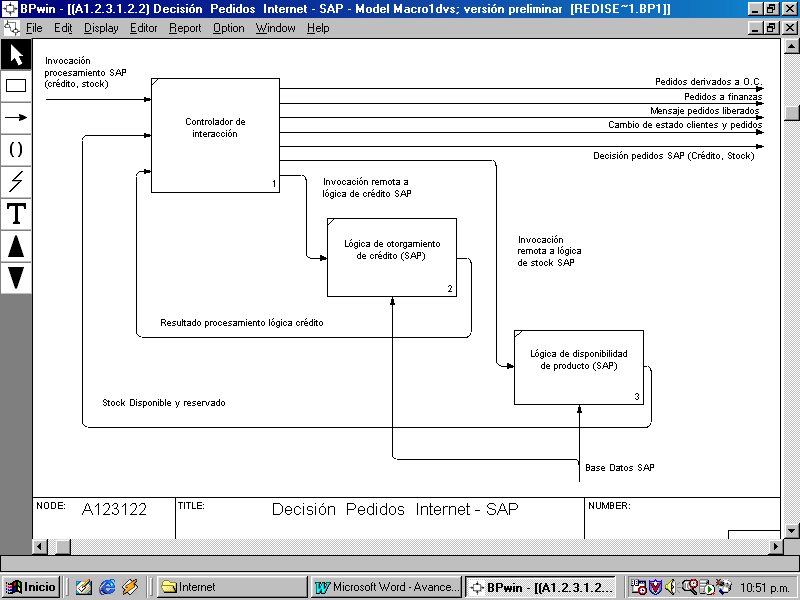 BPwin - [(A1.2.3.1.2.2) Decisión Pedidos Internet - SAP - Model Macro1dvs; versión preliminar [REDISE~1.BP1]]
File Edit Display Editor Report Option Window Help
Invocación
procesamiento SAP
(crédito, stock)
Controlador de
interacción
1
Pedidos derivados a O.C.
Pedidos a finanzas
Mensaje pedidos liberados
Cambio de estado clientes y pedidos
Decisión pedidos SAP (Crédito, Stock)
( )
T
Invocación remota a
lógica de crédito SAP
Lógica de otorgamiento
de crédito (SAP)
2
Invocación
remota a lógica
de stock SAP
Resultado procesamiento lógica crédito
Lógica de disponibilidad
de producto (SAP)
3
Stock Disponible y reservado
Base Datos SAP
NODE: A123122
TITLE: Decisión Pedidos Internet - SAP
NUMBER:
Inicio
Internet
Microsoft Word - Avance...
BPwin - [(A1.2.3.1.2...
10:51 p.m.